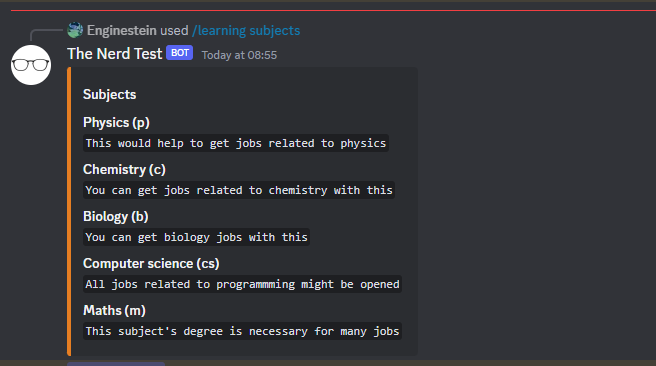 Enginestein used /learning subjects
The Nerd Test BOT Today at 08:55
Subjects
Physics (p)
This would help to get jobs related to physics
Chemistry (c)
You can get jobs related to chemistry with this
Biology (b)
You can get biology jobs with this
Computer science (cs)
All jobs related to programmming might be opened
Maths (m)
This subject's degree is necessary for many jobs